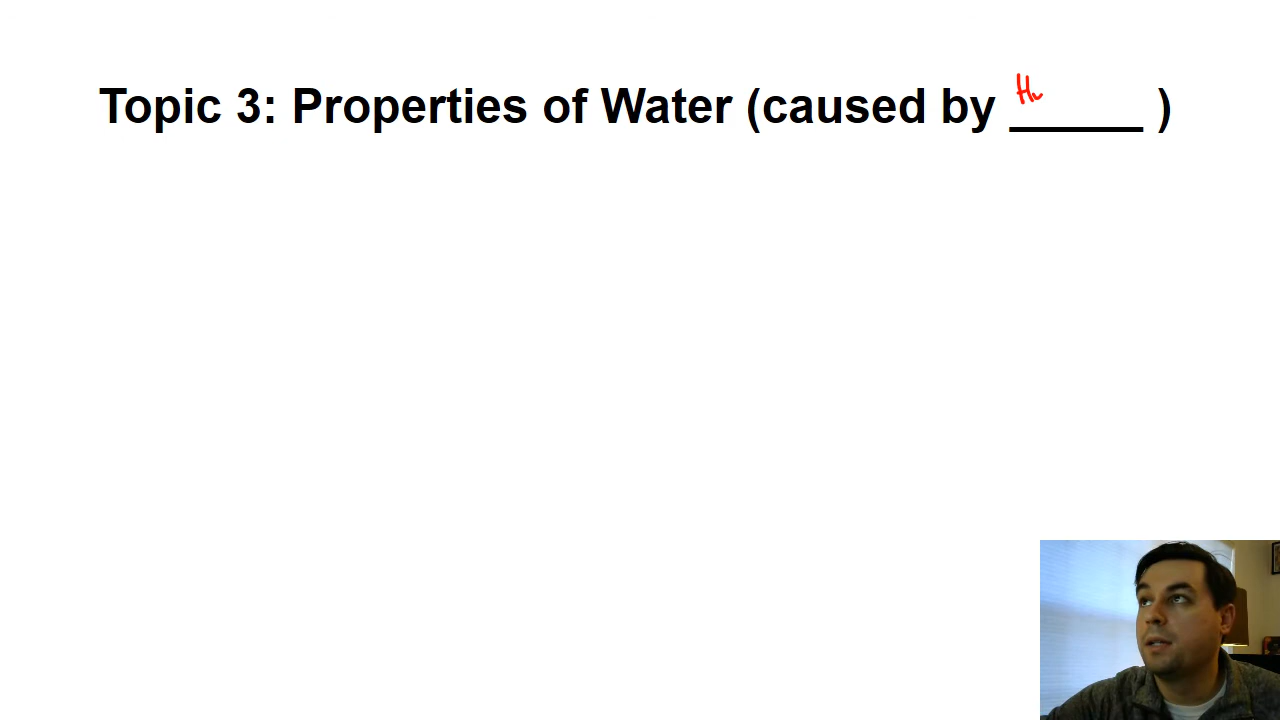 Topic 3: Properties of Water (caused by ______ )